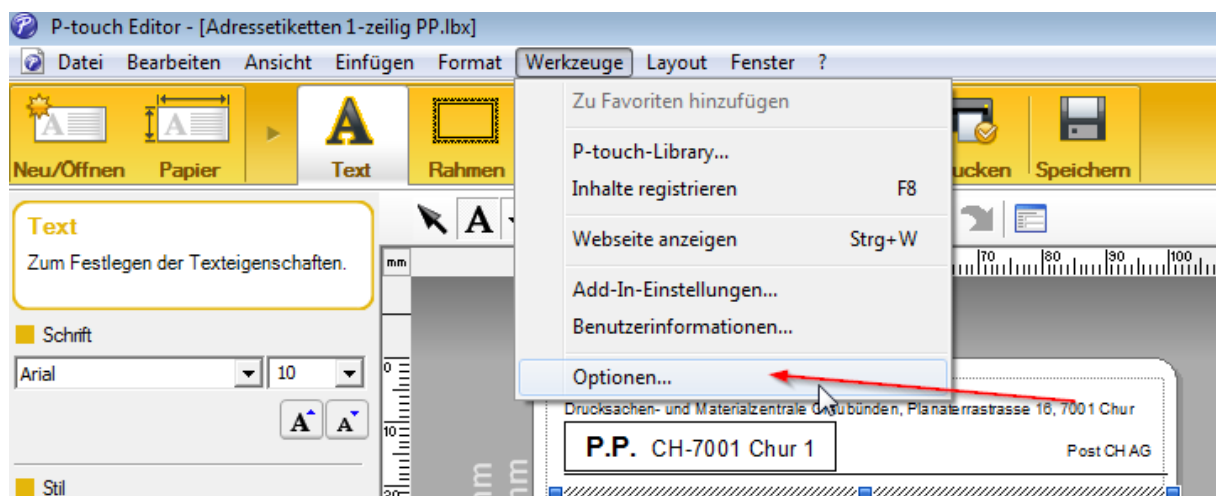 P-touch Editor - [Adressetiketten 1-zeilig PP.lbx]
Datei Bearbeiten Ansicht Einfügen Format Werkzeuge Layout Fenster ?
Zu Favoriten hinzufügen
P-touch-Library...
Inhalte registrieren F8
Webseite anzeigen Strg+W
Add-In-Einstellungen...
Benutzerinformationen...
Optionen...
Neu/Öffnen Papier Text Rahmen ucken Speichern
Text
Zum Festlegen der Texteigenschaften.
mm
70 80 90 100
Schrift
Arial 10
A A
0
10
Drucksachen- und Materialzentrale Graubünden, Planaterrastrasse 16, 7001 Chur
P.P. CH-7001 Chur 1
Post CH AG
Stil